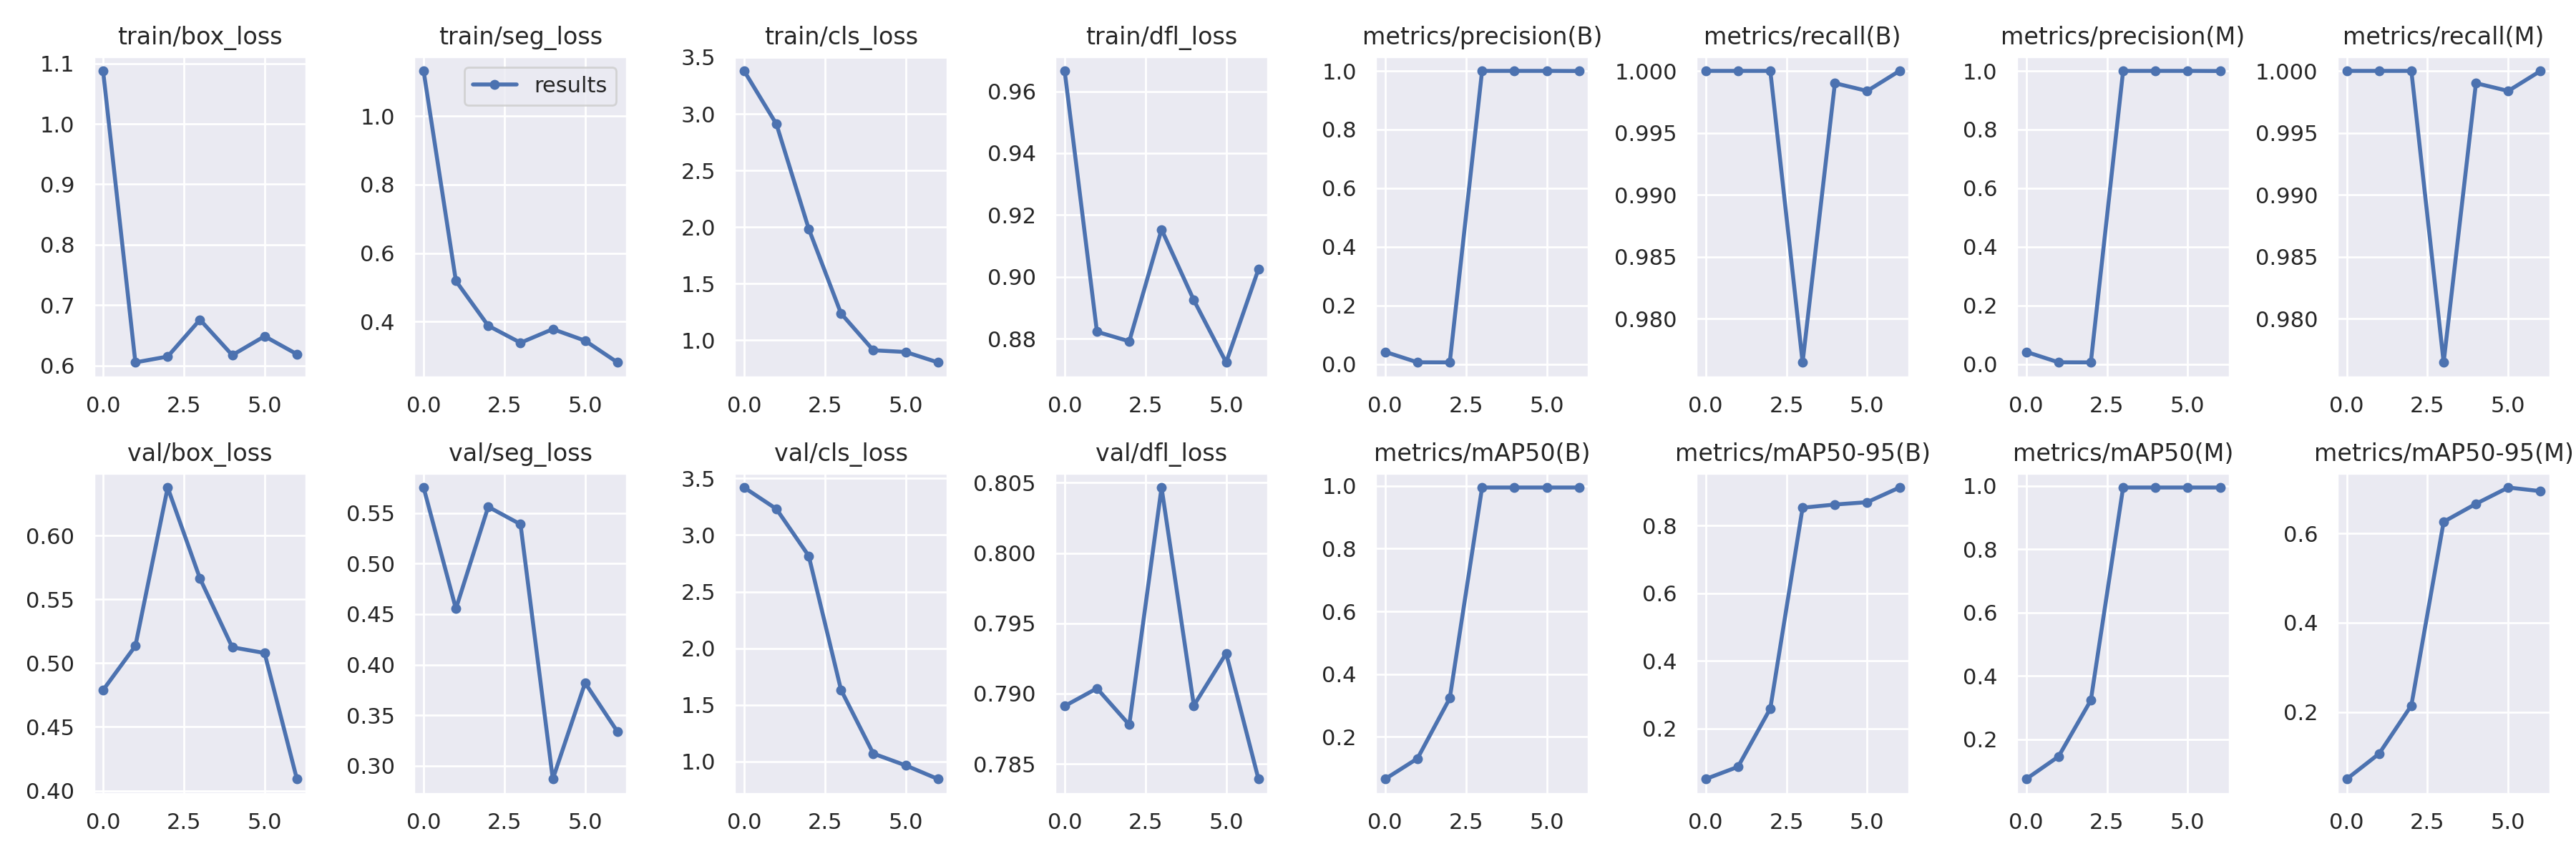 train/box_loss
1.1
1.0
0.9
0.8
0.7
0.6
0.0 2.5 5.0
train/seg_loss
results
1.0
0.8
0.6
0.4
0.0 2.5 5.0
train/cls_loss
3.5
3.0
2.5
2.0
1.5
1.0
0.0 2.5 5.0
train/dfl_loss
0.96
0.94
0.92
0.90
0.88
0.0 2.5 5.0
metrics/precision(B)
1.0
0.8
0.6
0.4
0.2
0.0
0.0 2.5 5.0
metrics/recall(B)
1.000
0.995
0.990
0.985
0.980
0.0 2.5 5.0
metrics/precision(M)
1.0
0.8
0.6
0.4
0.2
0.0
0.0 2.5 5.0
metrics/recall(M)
1.000
0.995
0.990
0.985
0.980
0.0 2.5 5.0
val/box_loss
0.60
0.55
0.50
0.45
0.40
0.0 2.5 5.0
val/seg_loss
0.55
0.50
0.45
0.40
0.35
0.30
0.0 2.5 5.0
val/cls_loss
3.5
3.0
2.5
2.0
1.5
1.0
0.0 2.5 5.0
val/dfl_loss
0.805
0.800
0.795
0.790
0.785
0.0 2.5 5.0
metrics/mAP50(B)
1.0
0.8
0.6
0.4
0.2
0.0 2.5 5.0
metrics/mAP50-95(B)
0.8
0.6
0.4
0.2
0.0 2.5 5.0
metrics/mAP50(M)
1.0
0.8
0.6
0.4
0.2
0.0 2.5 5.0
metrics/mAP50-95(M)
0.6
0.4
0.2
0.0 2.5 5.0